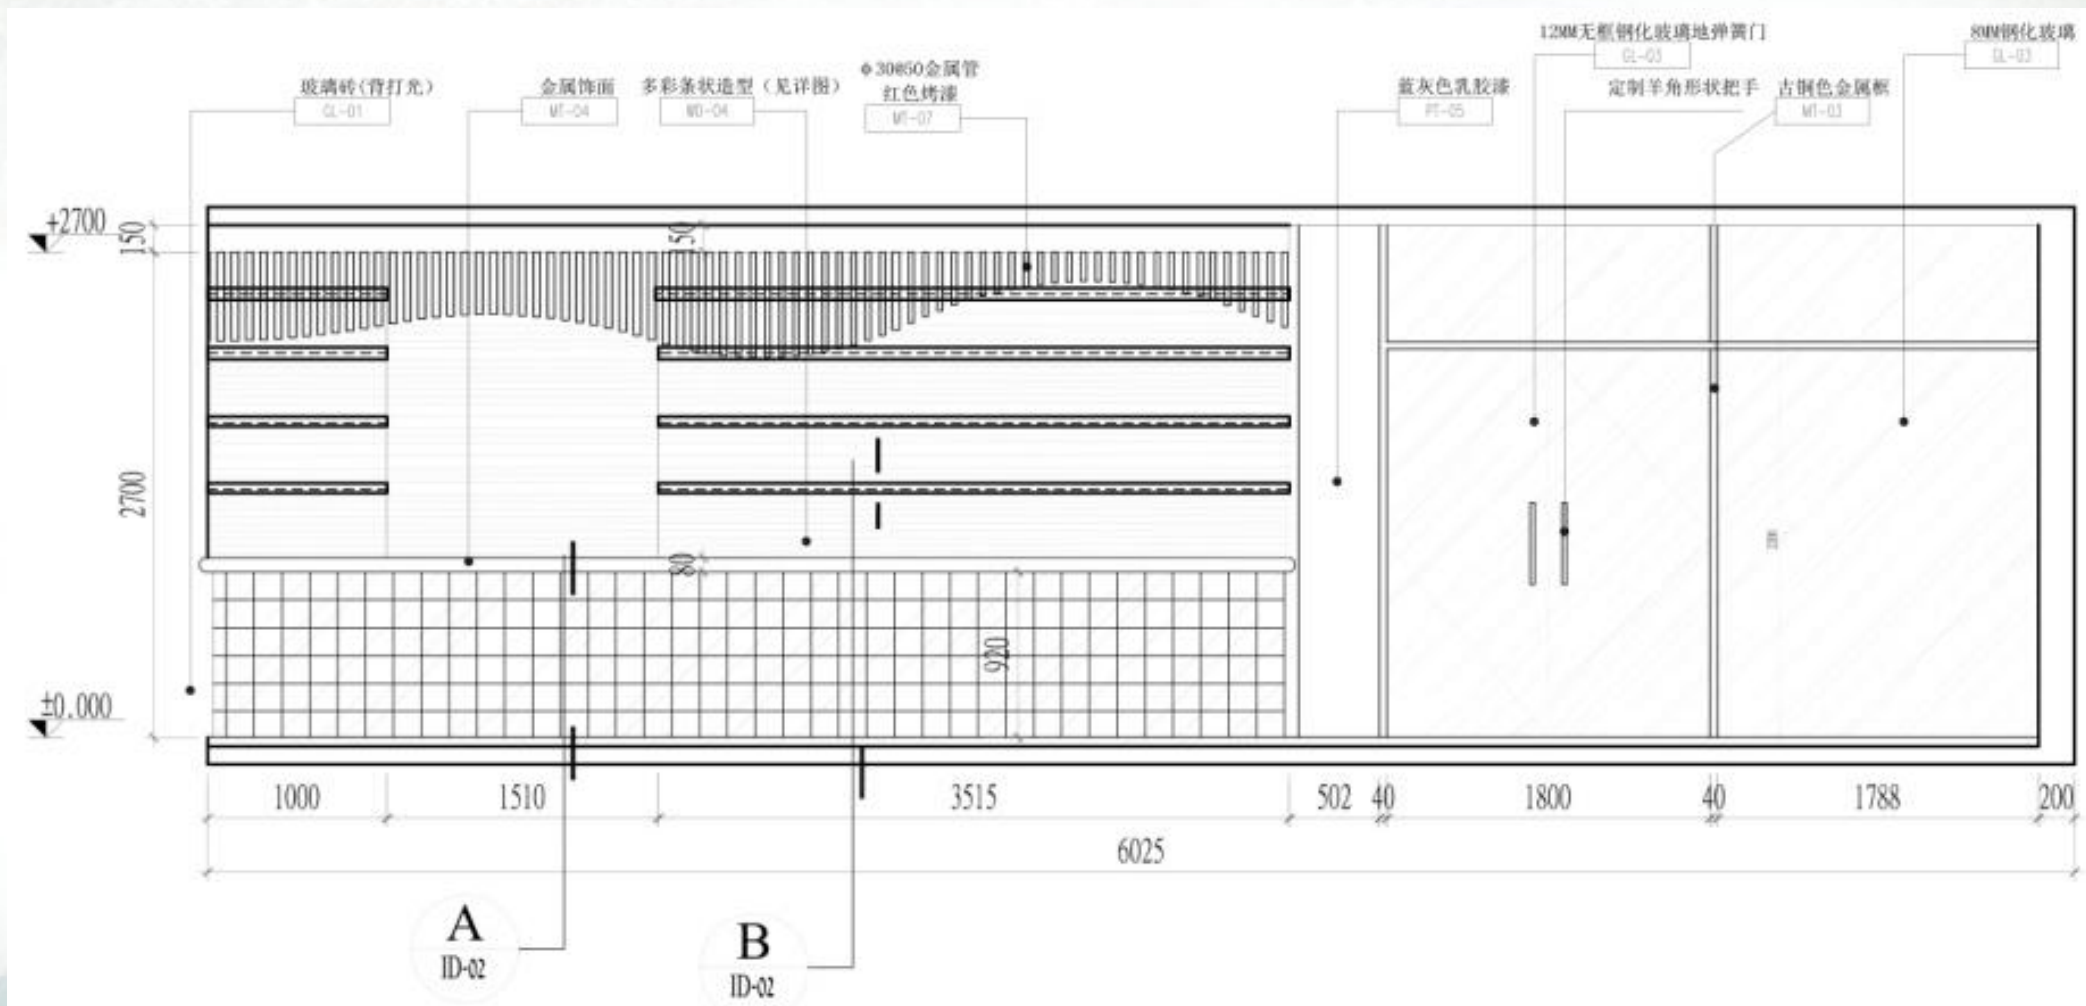 12MM无框钢化玻璃地弹簧门
8MM钢化玻璃
GL-03
GL-03
φ30@50金属管
红色烤漆
MT-07
玻璃砖(背打光)
GL-01
金属饰面
MT-04
多彩条状造型(见详图)
WD-04
蓝灰色乳胶漆
PT-05
定制羊角形状把手
古铜色金属框
MT-03
+2700
150
150
2700
80
920
±0.000
1000
1510
3515
502
40
1800
40
1788
200
6025
A
ID-02
B
ID-02